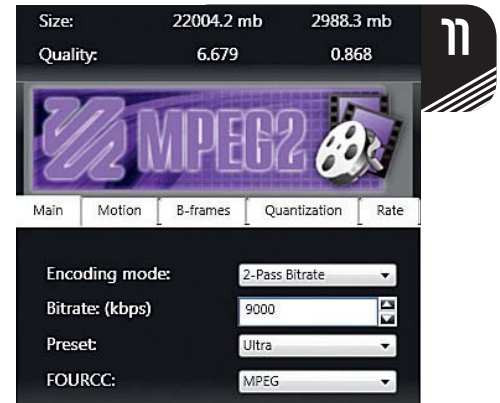 Size: 22004.2 mb 2988.3 mb
11
Quality: 6.679 0.868
MPEG2
Main Motion B-frames Quantization Rate
Encoding mode: 2-Pass Bitrate
Bitrate: (kbps) 9000
Preset: Ultra
FOURCC: MPEG